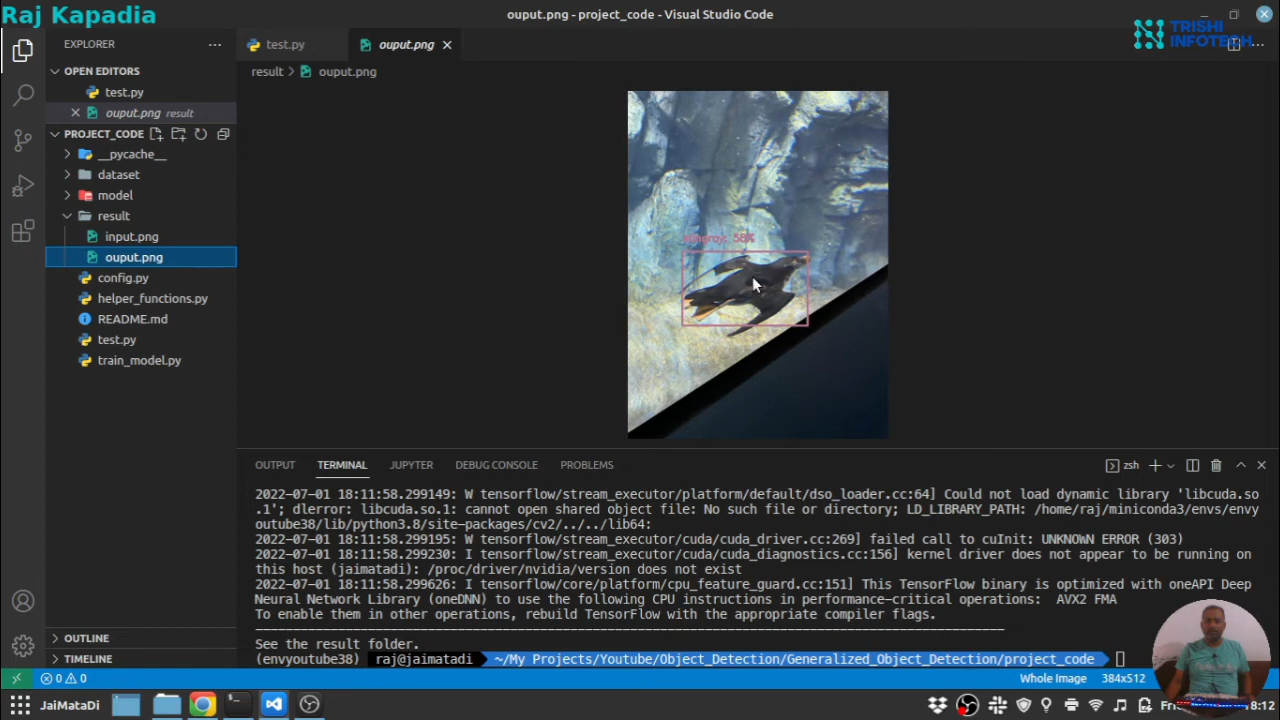 Raj Kapadia
ouput.png - project_code - Visual Studio Code
TRISHI
INFOTECH
EXPLORER
test.py
ouput.png
OPEN EDITORS
result
ouput.png
test.py
ouput.png result
PROJECT_CODE
__pycache__
dataset
model
result
input.png
ouput.png
config.py
helper_functions.py
README.md
test.py
train_model.py
58%
OUTPUT
TERMINAL
JUPYTER
DEBUG CONSOLE
PROBLEMS
zsh
2022-07-01 18:11:58.299149: W tensorflow/stream_executor/platform/default/dso_loader.cc:64] Could not load dynamic library 'libcuda.so
.1'; dlerror: libcuda.so.1: cannot open shared object file: No such file or directory; LD_LIBRARY_PATH: /home/raj/miniconda3/envs/envy
outube38/lib/python3.8/site-packages/cv2/../../lib64:
2022-07-01 18:11:58.299195: W tensorflow/stream_executor/cuda/cuda_driver.cc:269] failed call to cuInit: UNKNOWN ERROR (303)
2022-07-01 18:11:58.299230: I tensorflow/stream_executor/cuda/cuda_diagnostics.cc:156] kernel driver does not appear to be running on
this host (jaimatadi): /proc/driver/nvidia/version does not exist
2022-07-01 18:11:58.299626: I tensorflow/core/platform/cpu_feature_guard.cc:151] This TensorFlow binary is optimized with oneAPI Deep
Neural Network Library (oneDNN) to use the following CPU instructions in performance-critical operations:  AVX2 FMA
To enable them in other operations, rebuild TensorFlow with the appropriate compiler flags.
See the result folder.
(envyoutube38) raj@jaimatadi ~/My Projects/Youtube/Object_Detection/Generalized_Object_Detection/project_code
OUTLINE
TIMELINE
0 0
Whole Image
384x512
JaiMaTaDi
8:12